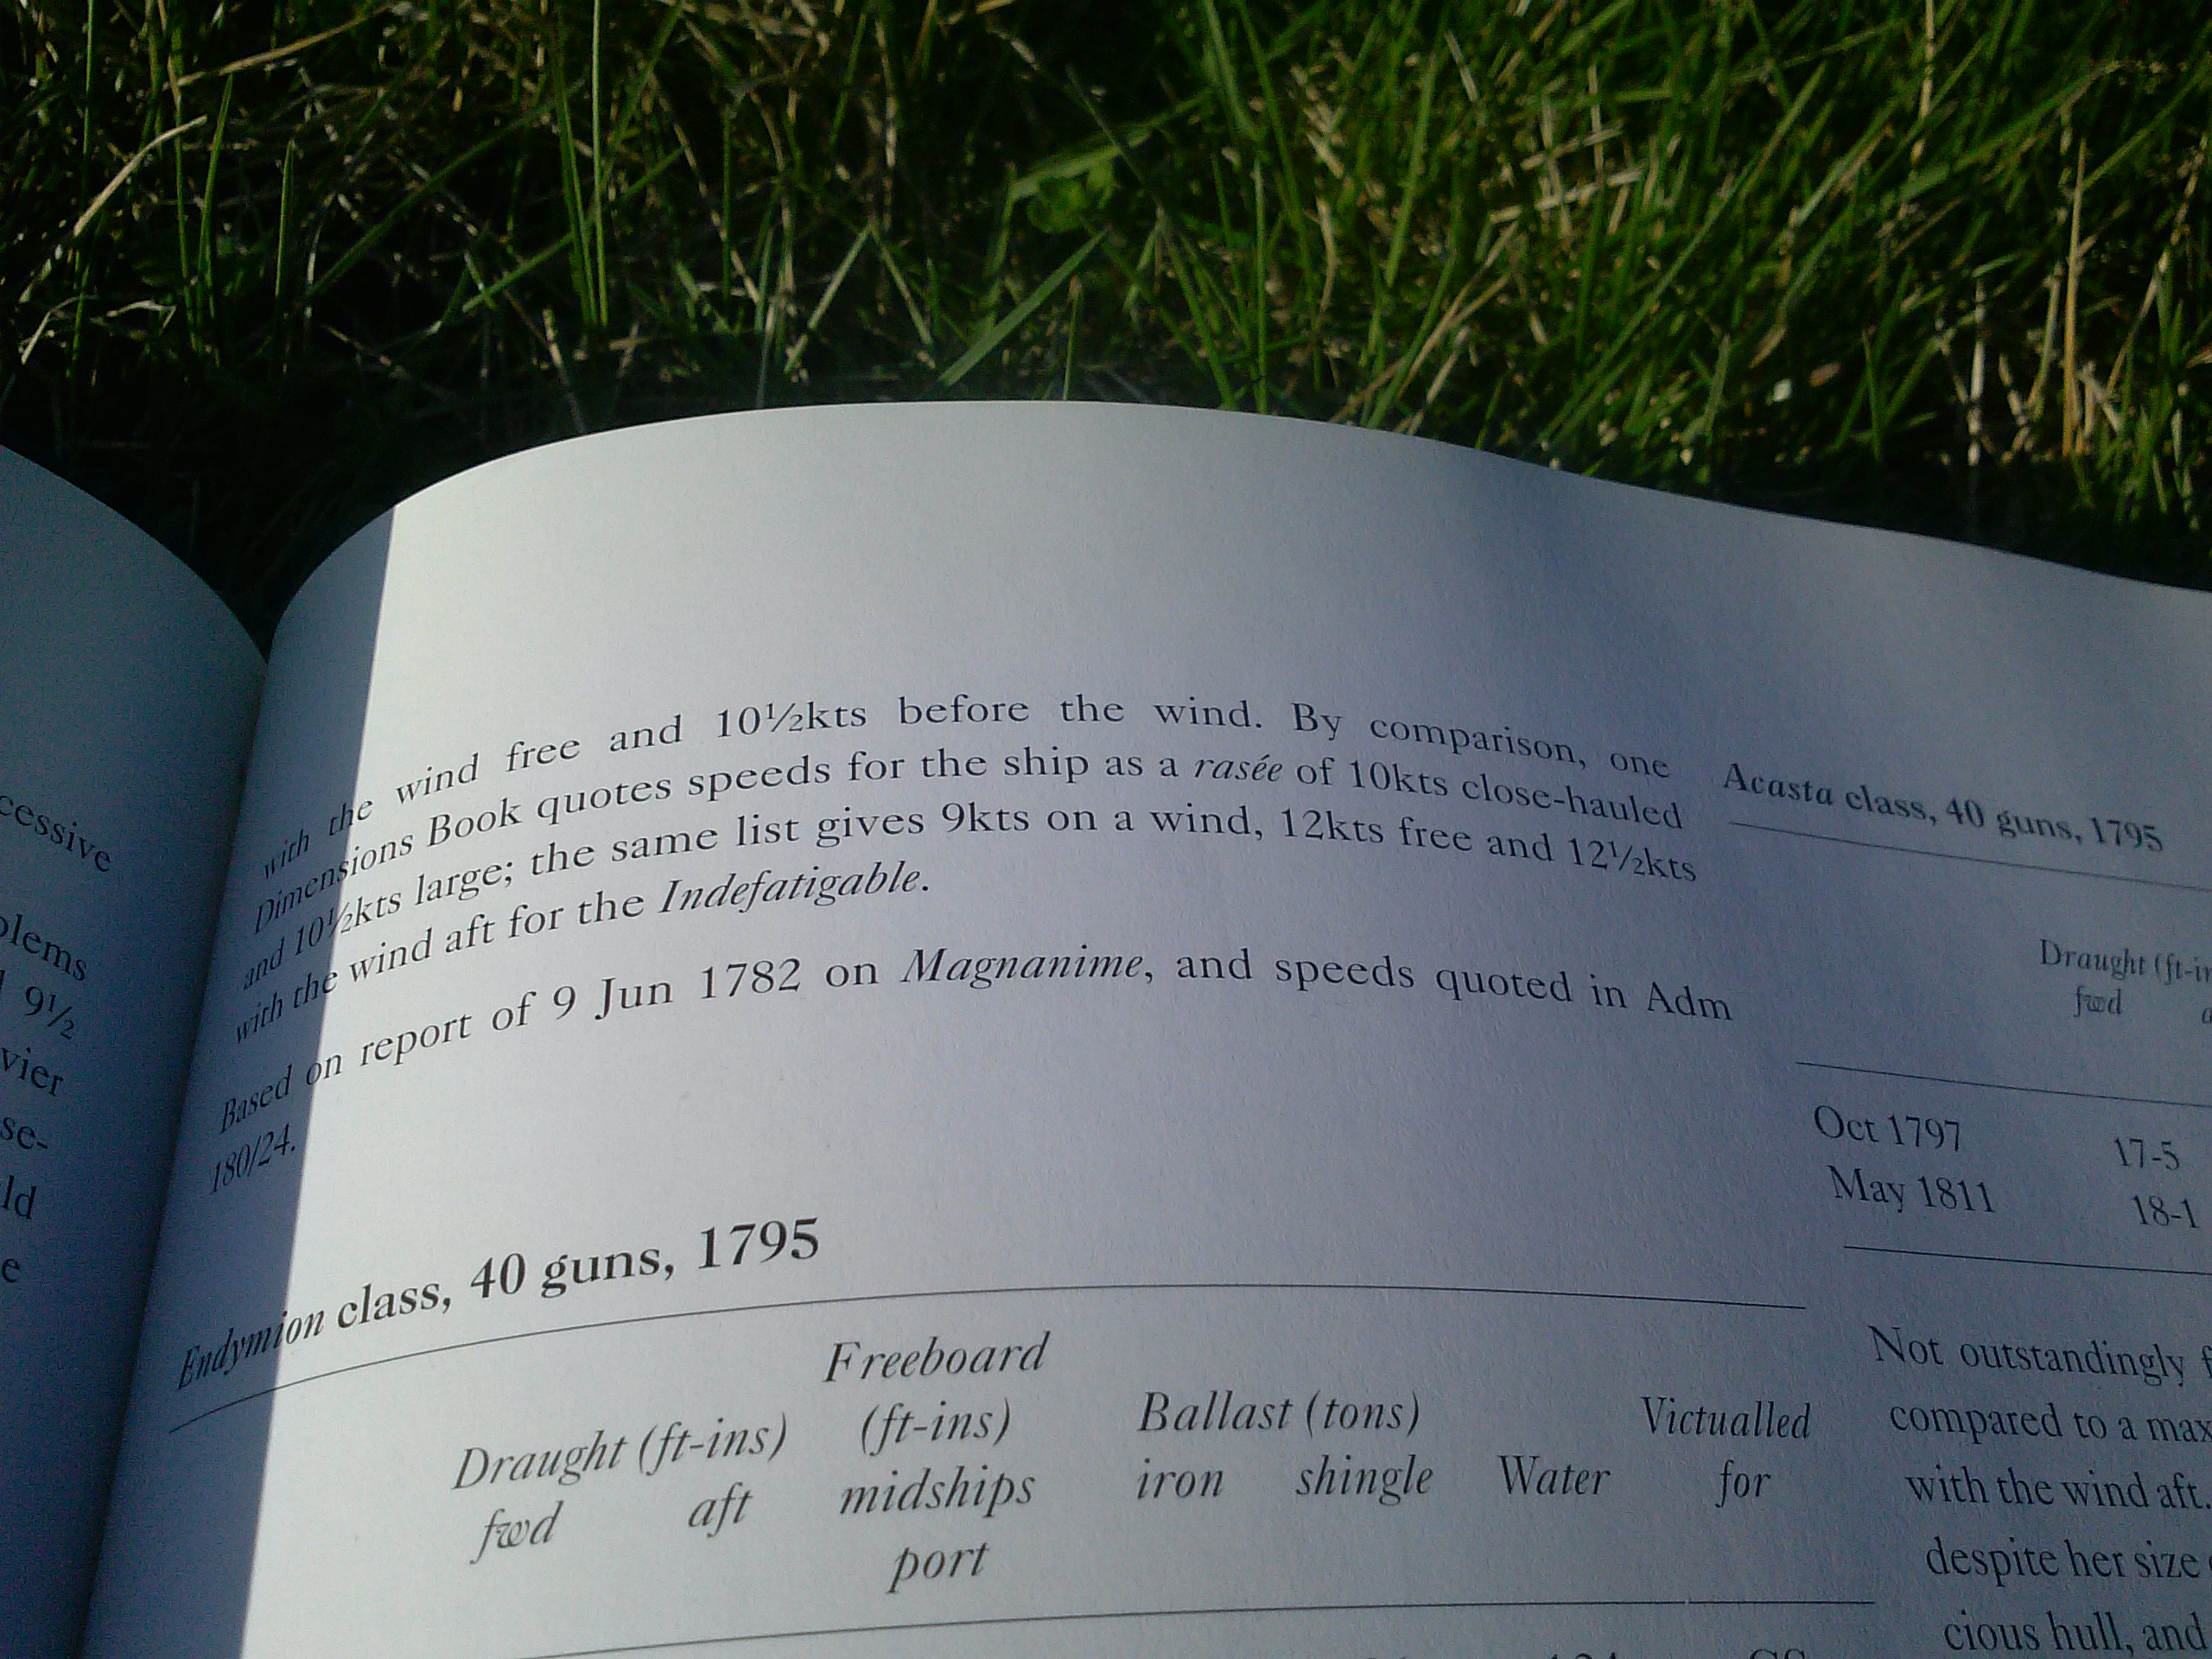 cessive
9½
vier
se-
ld
e
with the wind free and 10½kts before the wind. By comparison, one
Dimensions Book quotes speeds for the ship as a rasée of 10kts close-hauled
and 10½kts large; the same list gives 9kts on a wind, 12kts free and 12½kts
with the wind aft for the Indefatigable.
Based on report of 9 Jun 1782 on Magnanime, and speeds quoted in Adm
180/24.
Endymion class, 40 guns, 1795
Freeboard
Draught (ft-ins) (ft-ins) Ballast (tons) Victualled
fwd aft midships iron shingle Water for
port
Acasta class, 40 guns, 1795
Draught (ft-in
fwd a
Oct 1797 17-5
May 1811 18-1
Not outstandingly f
compared to a max
with the wind aft.
despite her size
cious hull, and